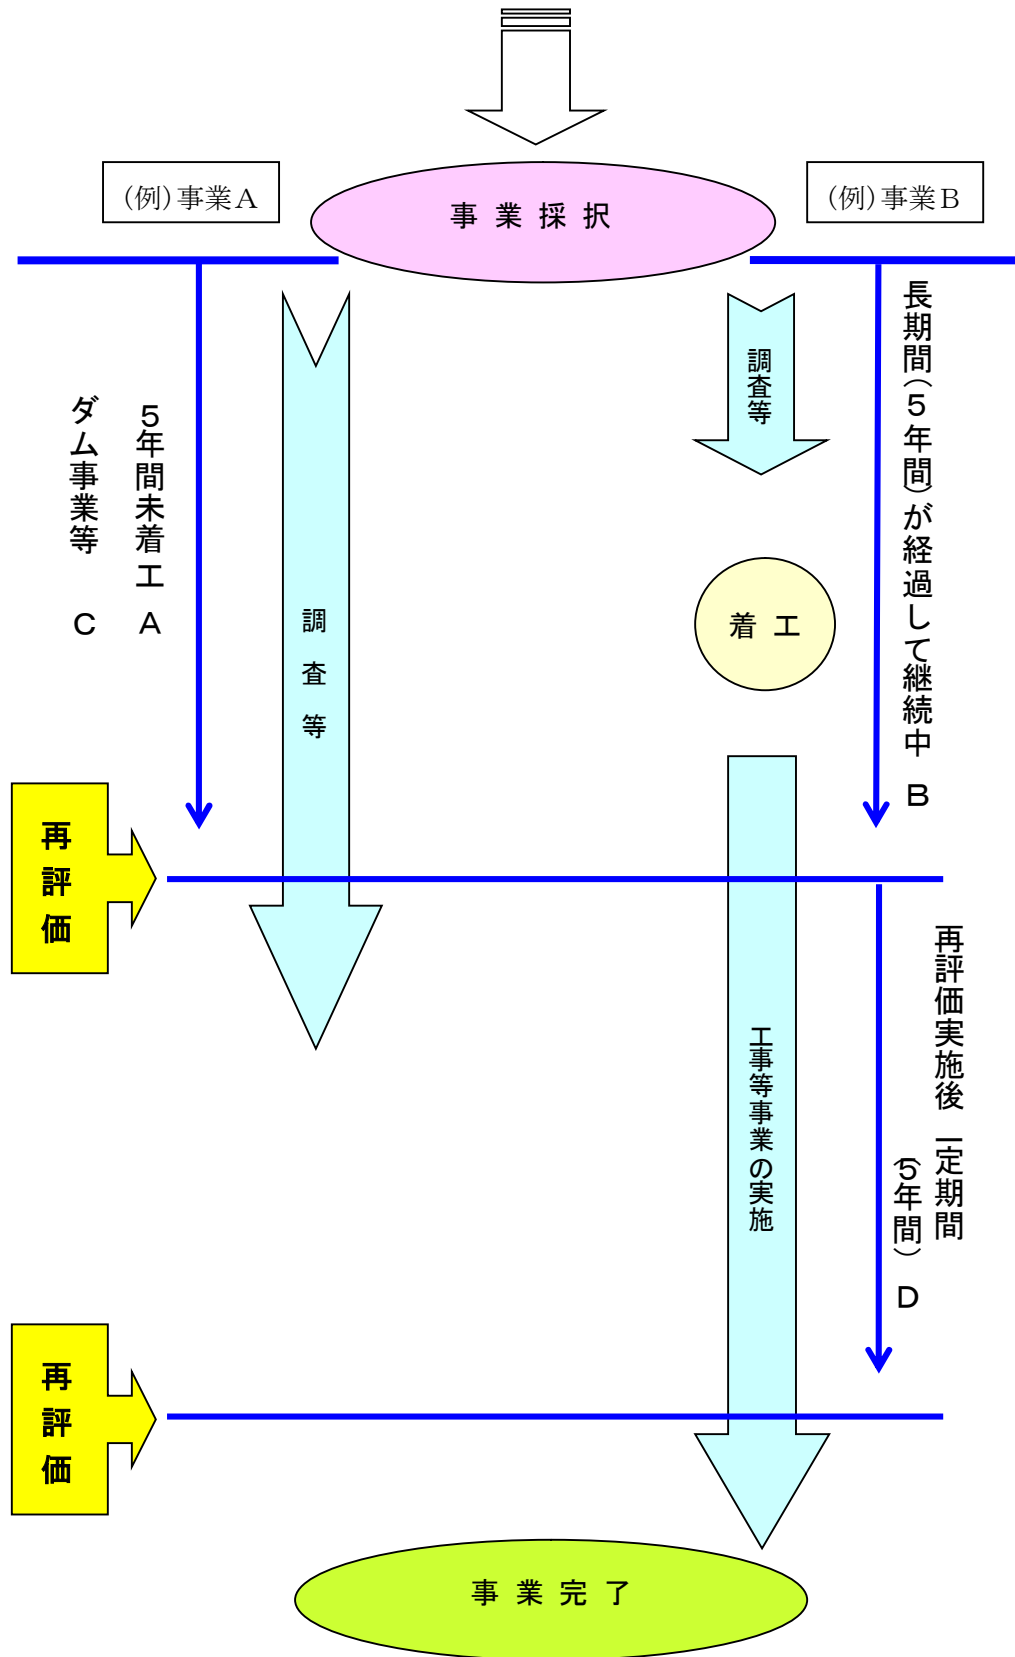 (例)事業A
事業採択
(例)事業B
5年間未着工 A
ダム事業等 C
調査等
調査等
長期間(5年間)が経過して継続中 B
着工
再評価
再評価実施後 一定期間
(5年間) D
工事等事業の実施
再評価
事業完了